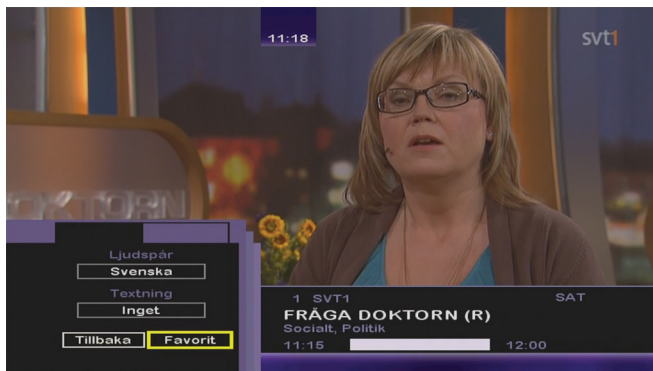 11:18
svt1
DOKTORN
Ljudspår
Svenska
Textning
Inget
Tillbaka Favorit
1 SVT1 SAT
FRÅGA DOKTORN (R)
Socialt, Politik
11:15 12:00